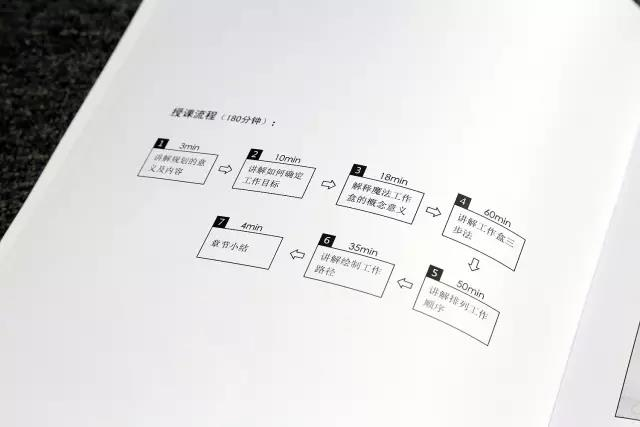 授课流程（180分钟）：
1 3min
讲解规划的意
义及内容
2 10min
讲解如何确定
工作目标
3 18min
解释魔法工作
盒的概念意义
4 60min
讲解工作盒三
步法
5 50min
讲解排列工作
顺序
6 35min
讲解绘制工作
路径
7 4min
章节小结